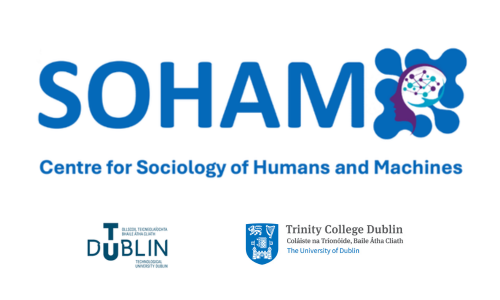 SOHAM
Centre for Sociology of Humans and Machines
TU DUBLIN
OLLSCOIL TEICNEOLAÍOCHTA
BHAILE ÁTHA CLIATH
TECHNOLOGICAL
UNIVERSITY DUBLIN
Trinity College Dublin
Coláiste na Tríonóide, Baile Átha Cliath
The University of Dublin